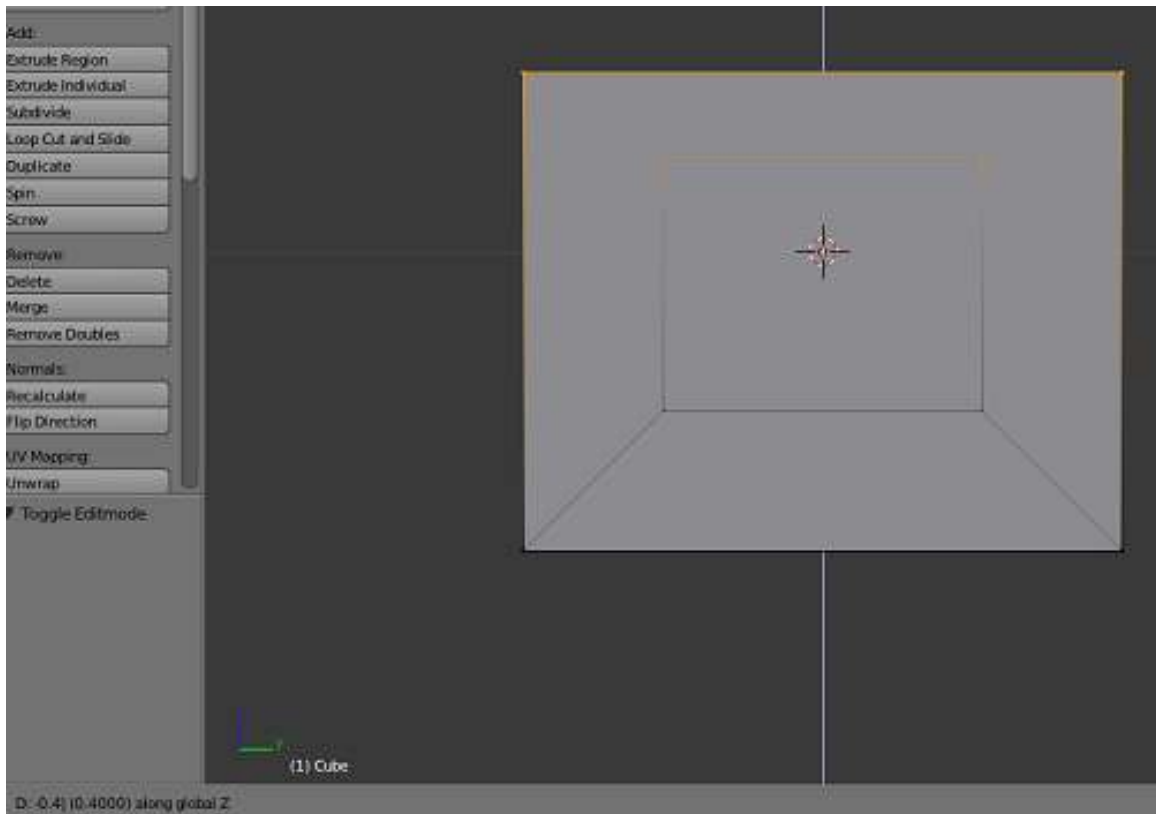 Add:
Extrude Region
Extrude Individual
Subdivide
Loop Cut and Slide
Duplicate
Spin
Screw
Remove:
Delete
Merge
Remove Doubles
Normals:
Recalculate
Flip Direction
UV Mapping:
Unwrap
Toggle Editmode
(1) Cube
D: -0.4| (0.4000) along global Z